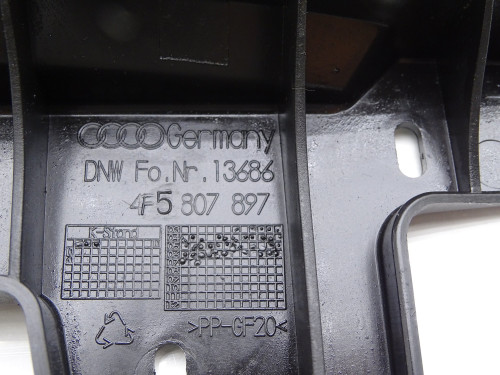 Germany
DNW Fo.Nr.13686
4F5 807 897
K-Stand
>PP-GF20<